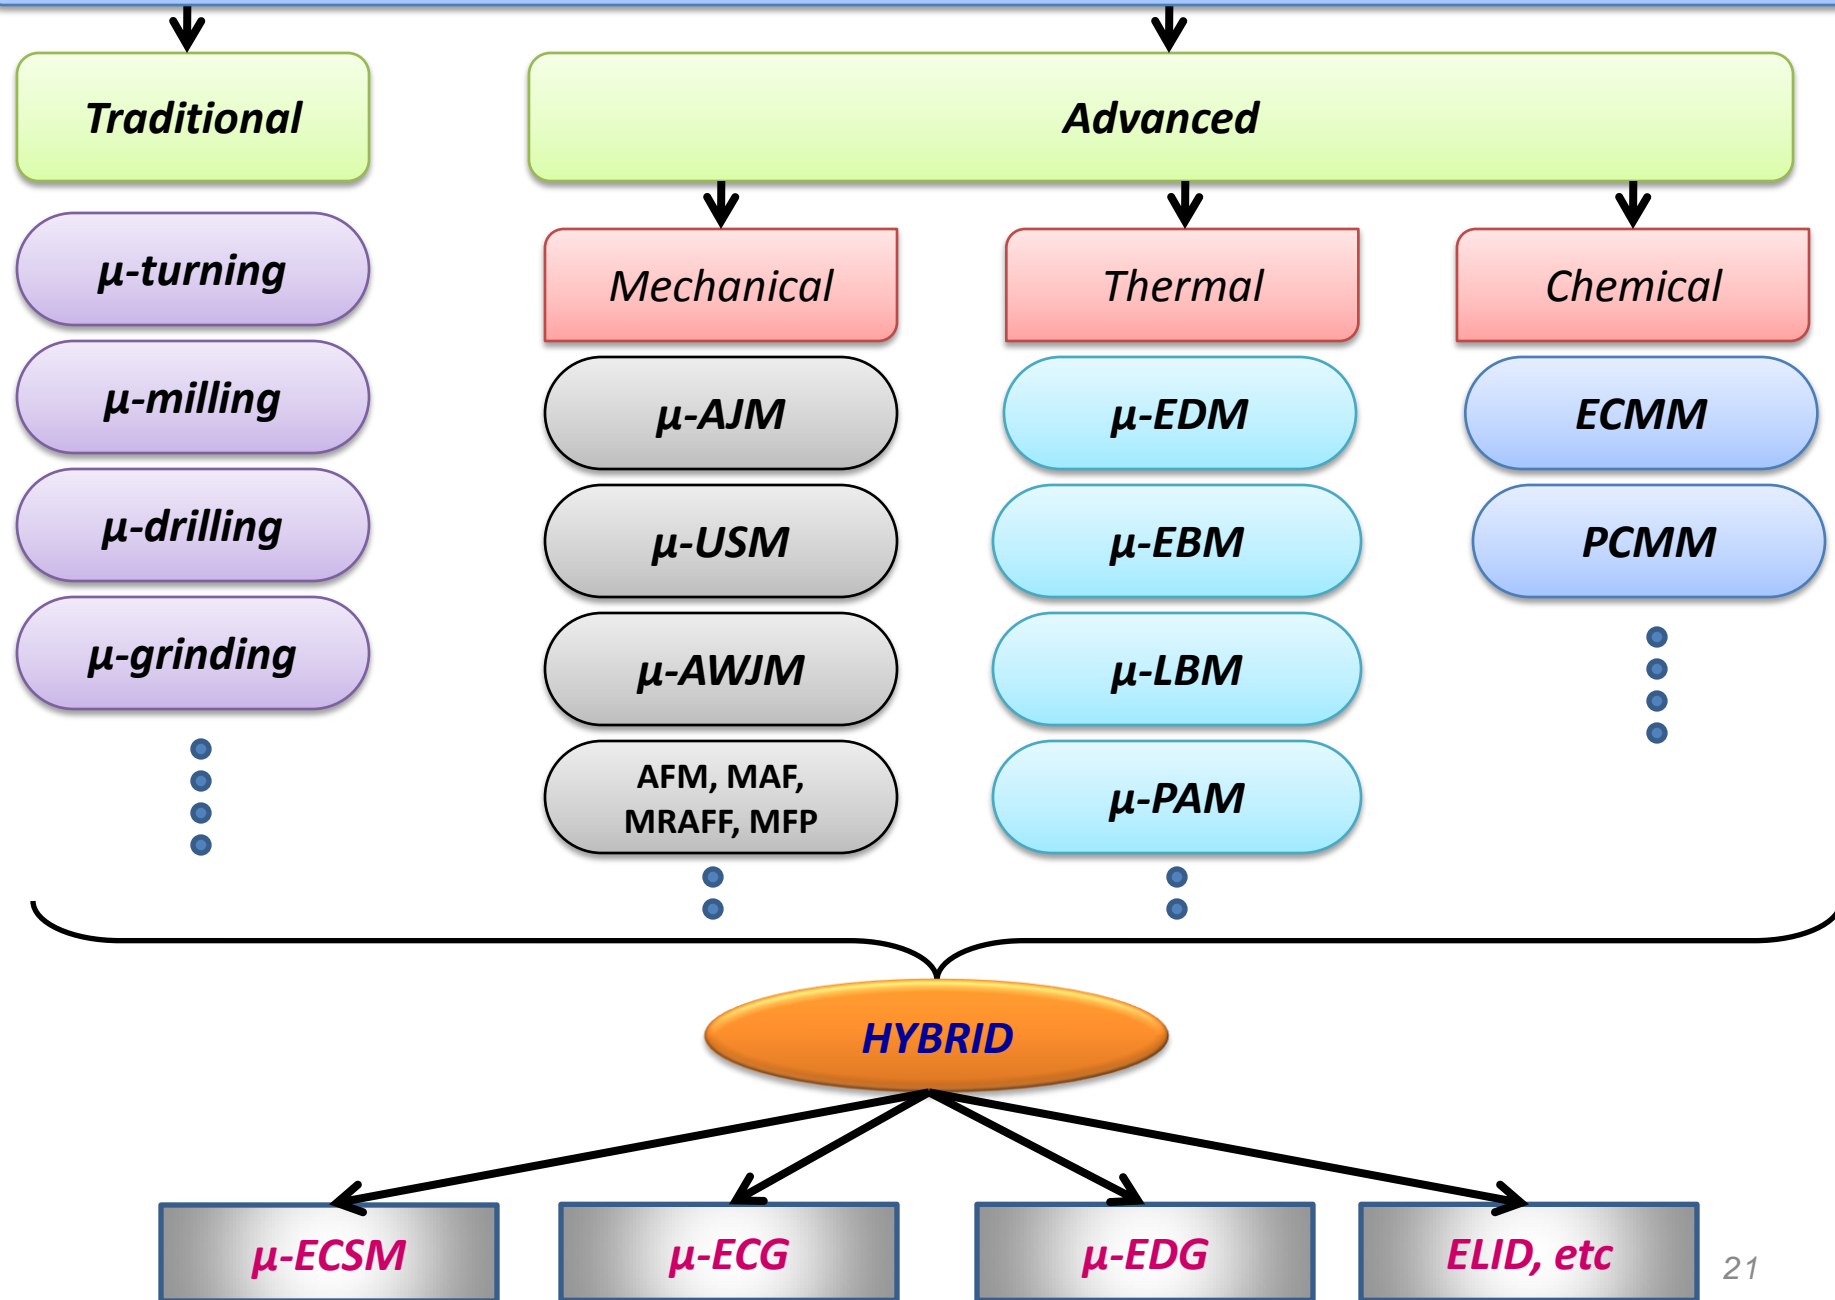 Traditional
Advanced
μ-turning
μ-milling
μ-drilling
μ-grinding
Mechanical
μ-AJM
μ-USM
μ-AWJM
AFM, MAF,
MRAFF, MFP
Thermal
μ-EDM
μ-EBM
μ-LBM
μ-PAM
Chemical
ECMM
PCMM
HYBRID
μ-ECSM
μ-ECG
μ-EDG
ELID, etc
21